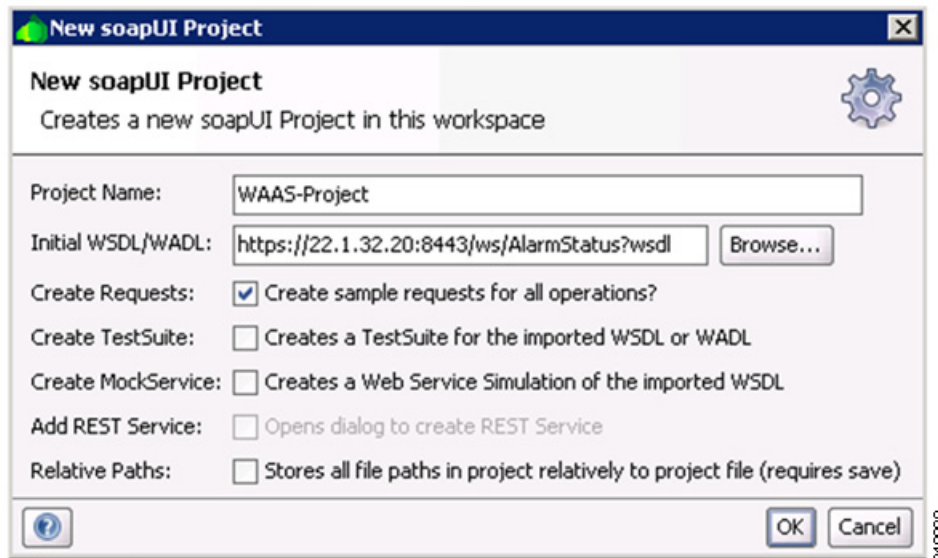 New soapUI Project
New soapUI Project
Creates a new soapUI Project in this workspace
Project Name: WAAS-Project
Initial WSDL/WADL: https://22.1.32.20:8443/ws/AlarmStatus?wsdl Browse...
Create Requests: Create sample requests for all operations?
Create TestSuite: Creates a TestSuite for the imported WSDL or WADL
Create MockService: Creates a Web Service Simulation of the imported WSDL
Add REST Service: Opens dialog to create REST Service
Relative Paths: Stores all file paths in project relatively to project file (requires save)
? OK Cancel